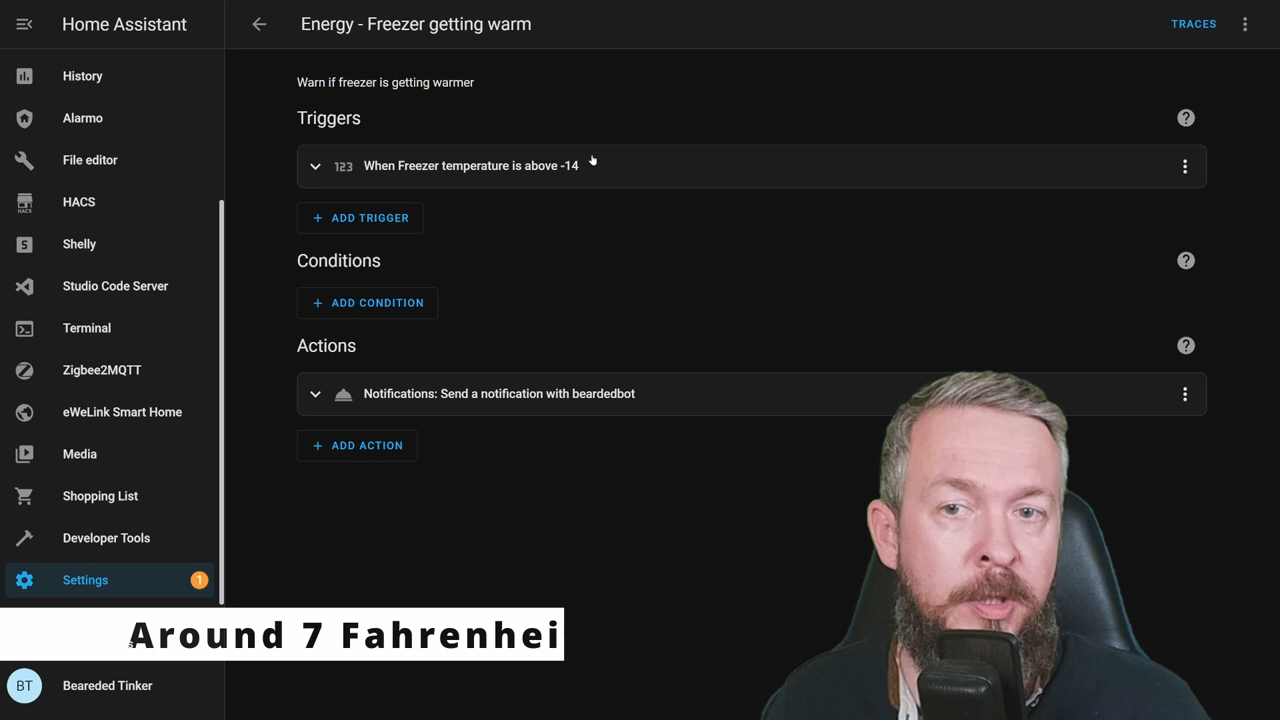 Home Assistant
Energy - Freezer getting warm
TRACES
History
Alarmo
File editor
HACS
HACS
Shelly
S
Studio Code Server
Terminal
Zigbee2MQTT
eWeLink Smart Home
Media
Shopping List
Developer Tools
Settings
1
BT
Bearded Tinker
Warn if freezer is getting warmer
Triggers
?
123
When Freezer temperature is above -14
+ ADD TRIGGER
Conditions
?
+ ADD CONDITION
Actions
?
Notifications: Send a notification with beardedbot
+ ADD ACTION
Around 7 Fahrenhei